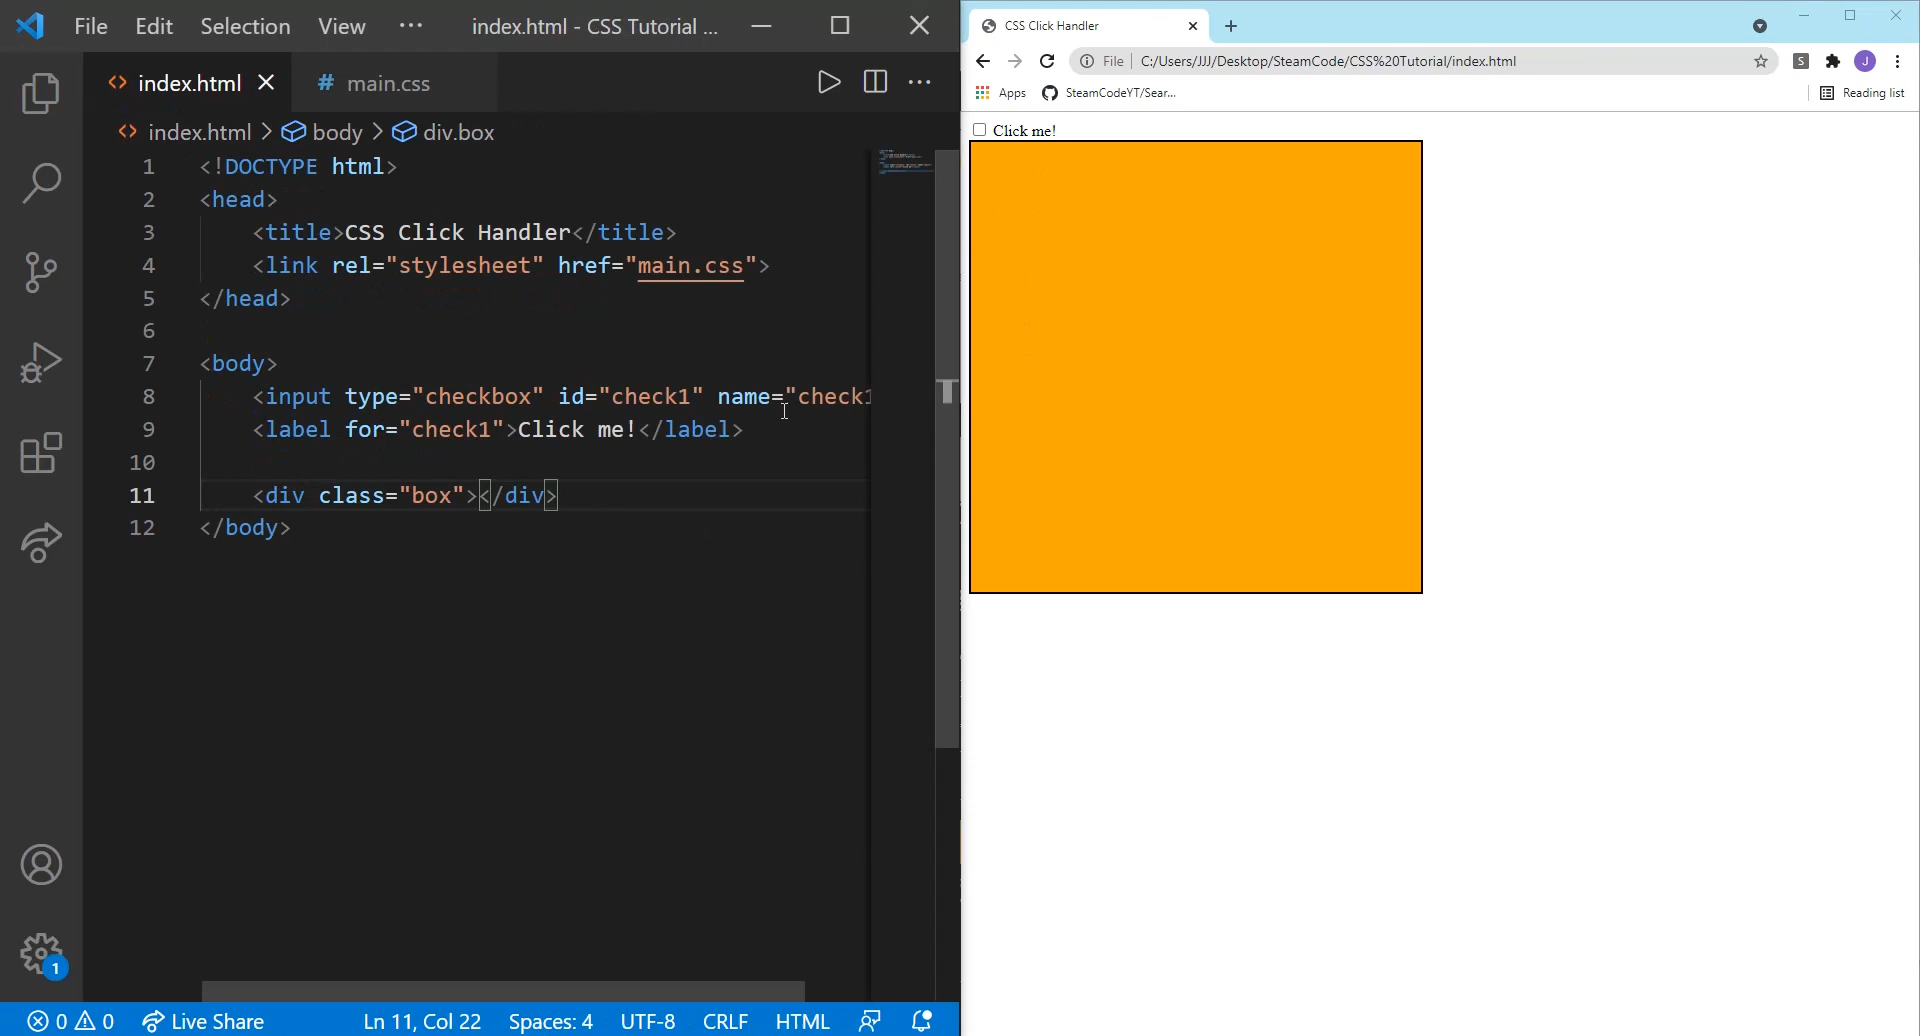 File Edit Selection View ··· index.html - CSS Tutorial ...
index.html main.css
index.html > body > div.box
1 <!DOCTYPE html>
2 <head>
3 <title>CSS Click Handler</title>
4 <link rel="stylesheet" href="main.css">
5 </head>
6
7 <body>
8 <input type="checkbox" id="check1" name="check1
9 <label for="check1">Click me!</label>
10
11 <div class="box"></div>
12 </body>
1
0 0 Live Share Ln 11, Col 22 Spaces: 4 UTF-8 CRLF HTML
CSS Click Handler
File C:/Users/JJJ/Desktop/SteamCode/CSS%20Tutorial/index.html S J
Apps SteamCodeYT/Sear... Reading list
Click me!